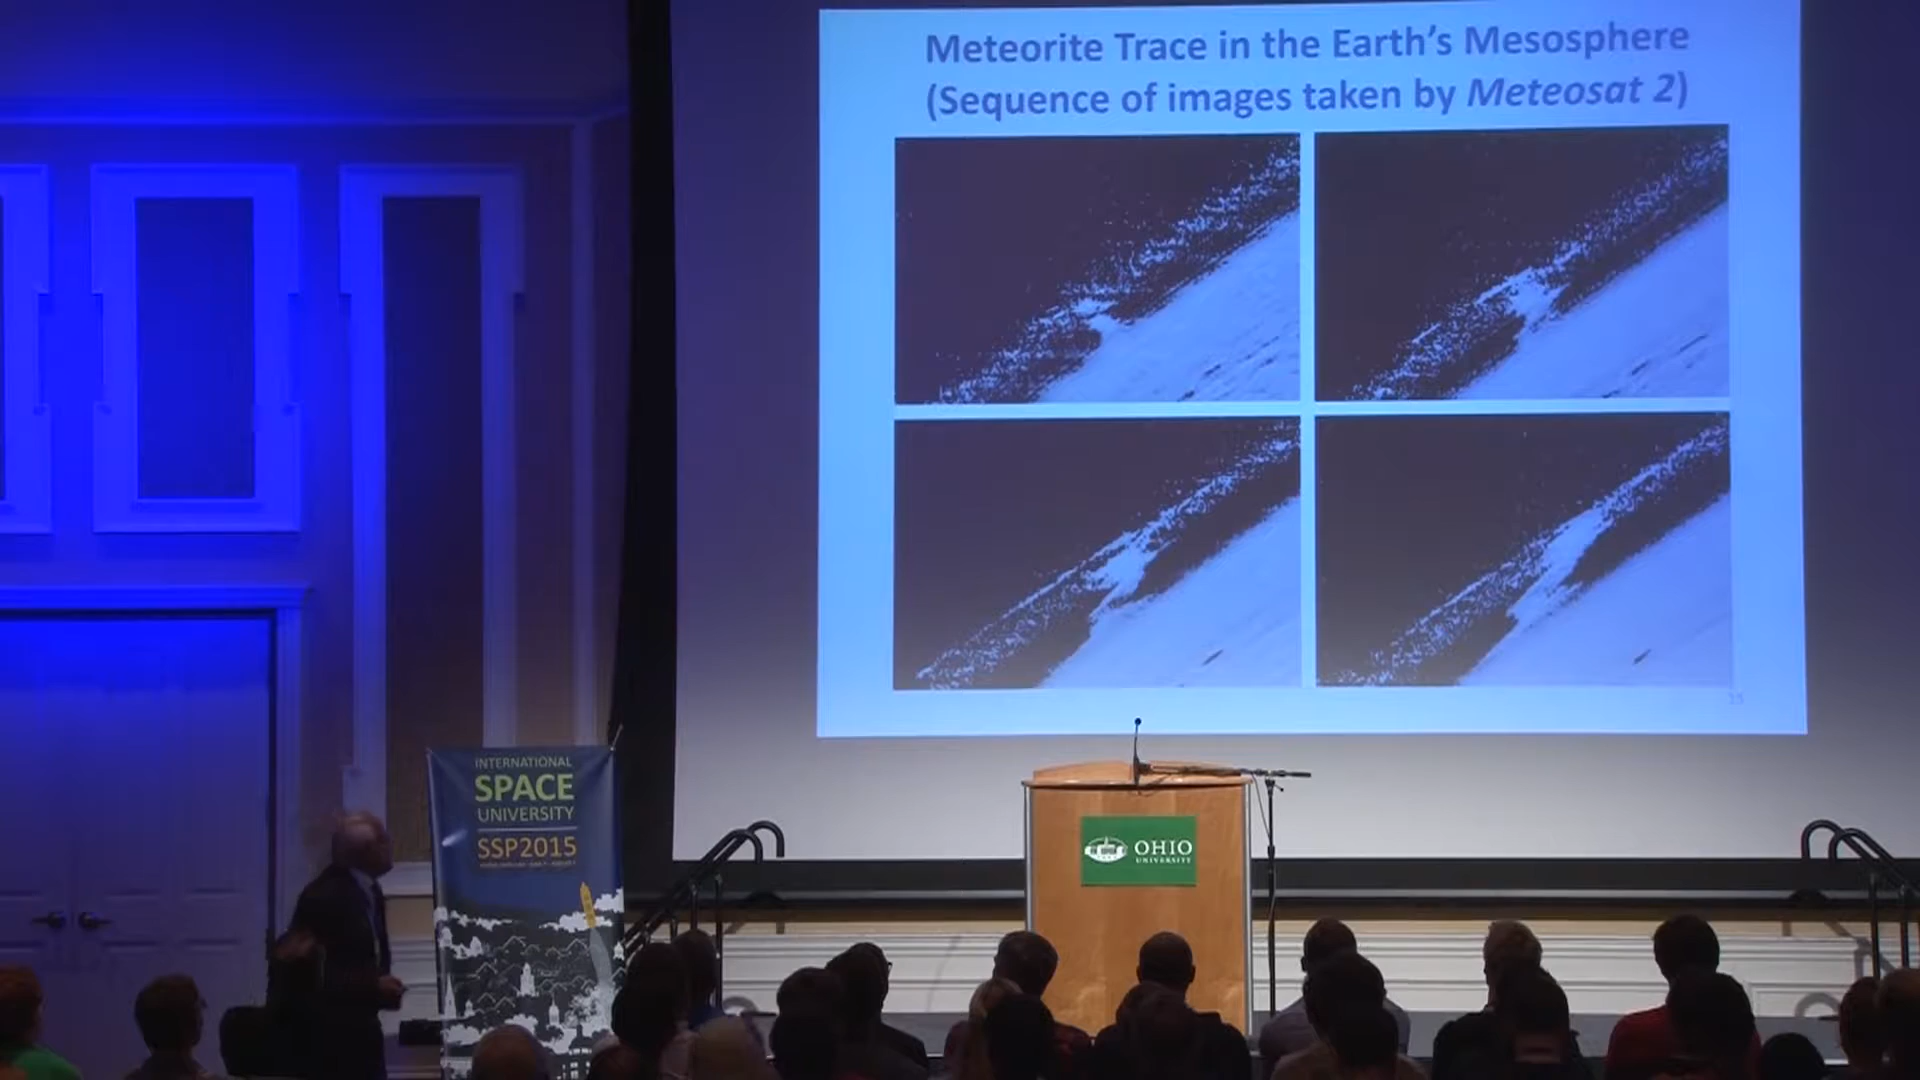 Meteorite Trace in the Earth's Mesosphere
(Sequence of images taken by Meteosat 2)
INTERNATIONAL
SPACE
UNIVERSITY
SSP2015
OHIO
UNIVERSITY